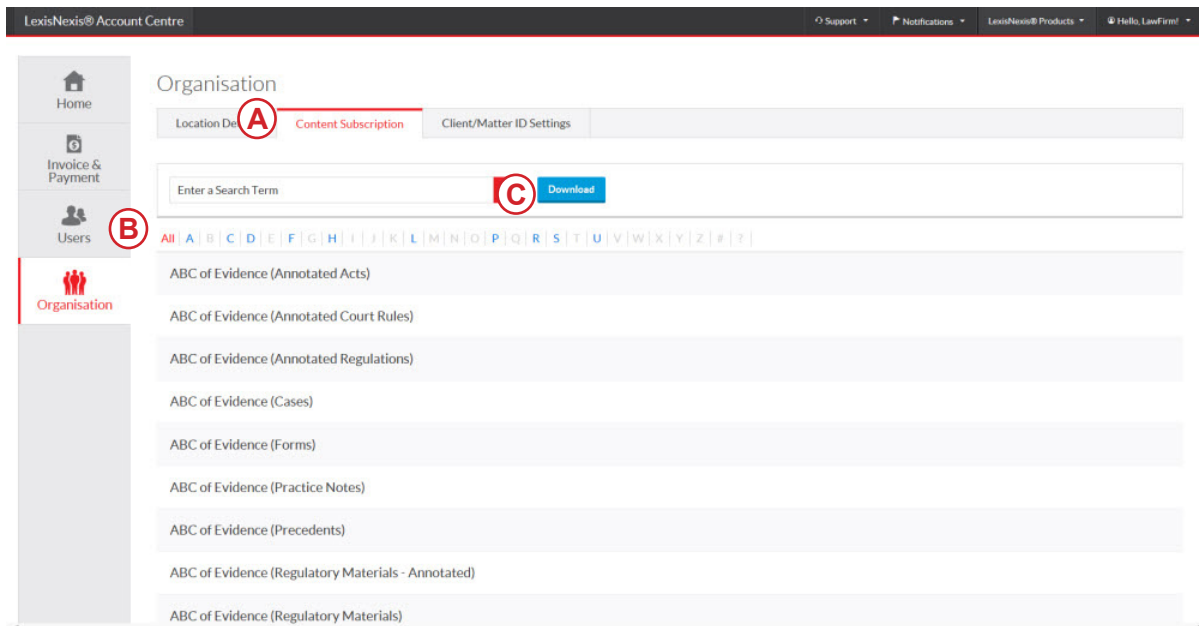 LexisNexis® Account Centre
Support Notifications LexisNexis® Products Hello, LawFirm!
Home
Invoice &
Payment
Users
Organisation
Organisation
Location A Content Subscription Client/Matter ID Settings
Enter a Search Term C Download
B All | A | B | C | D | E | F | G | H | I | J | K | L | M | N | O | P | Q | R | S | T | U | V | W | X | Y | Z | # | ? |
ABC of Evidence (Annotated Acts)
ABC of Evidence (Annotated Court Rules)
ABC of Evidence (Annotated Regulations)
ABC of Evidence (Cases)
ABC of Evidence (Forms)
ABC of Evidence (Practice Notes)
ABC of Evidence (Precedents)
ABC of Evidence (Regulatory Materials - Annotated)
ABC of Evidence (Regulatory Materials)